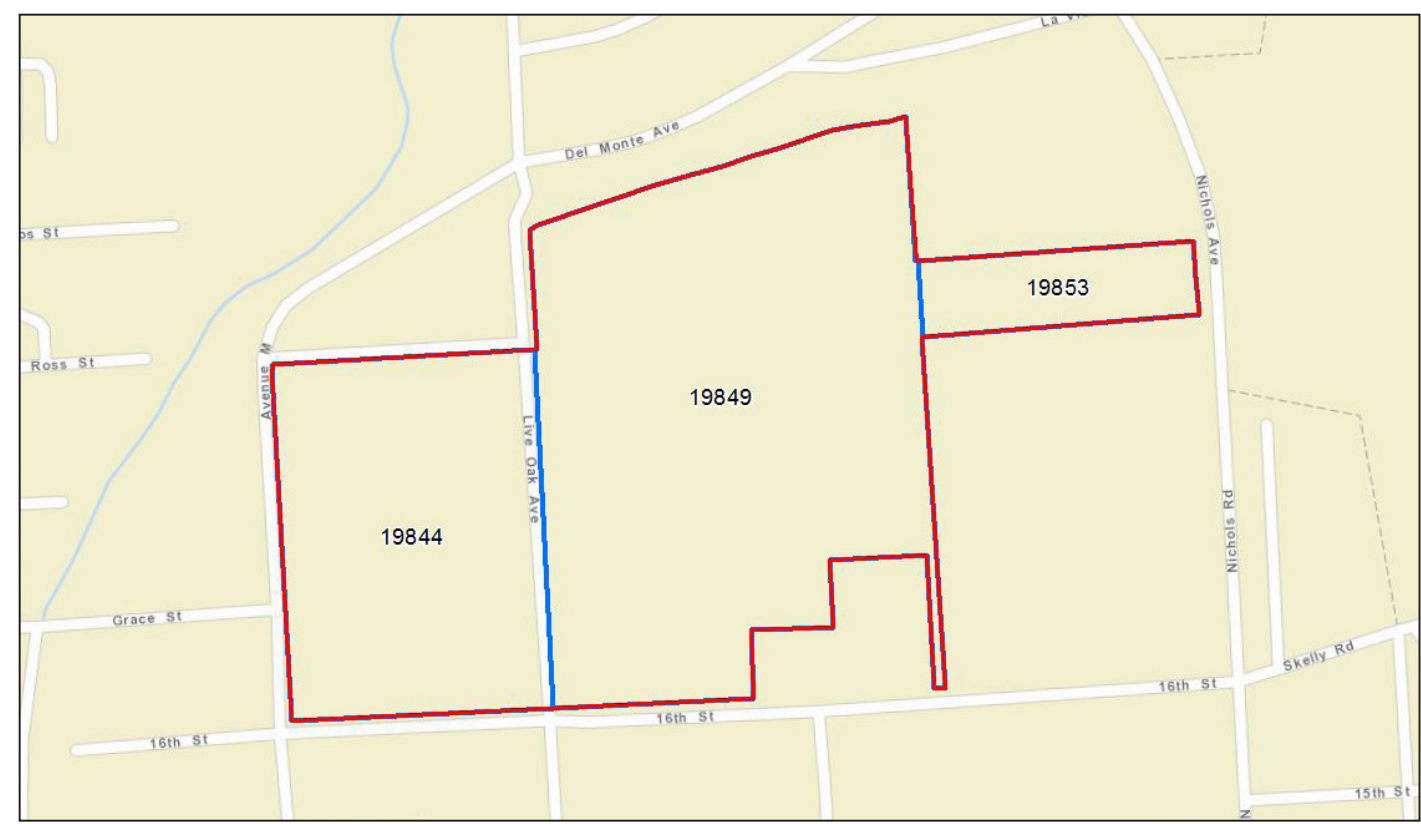 La Vi
Del Monte Ave
Nichols Ave
os St
19853
Ross St
Avenue M
19849
Live Oak Ave
19844
Nichols Rd
Grace St
Skelly Rd
16th St
16th St
16th St
15th St
N